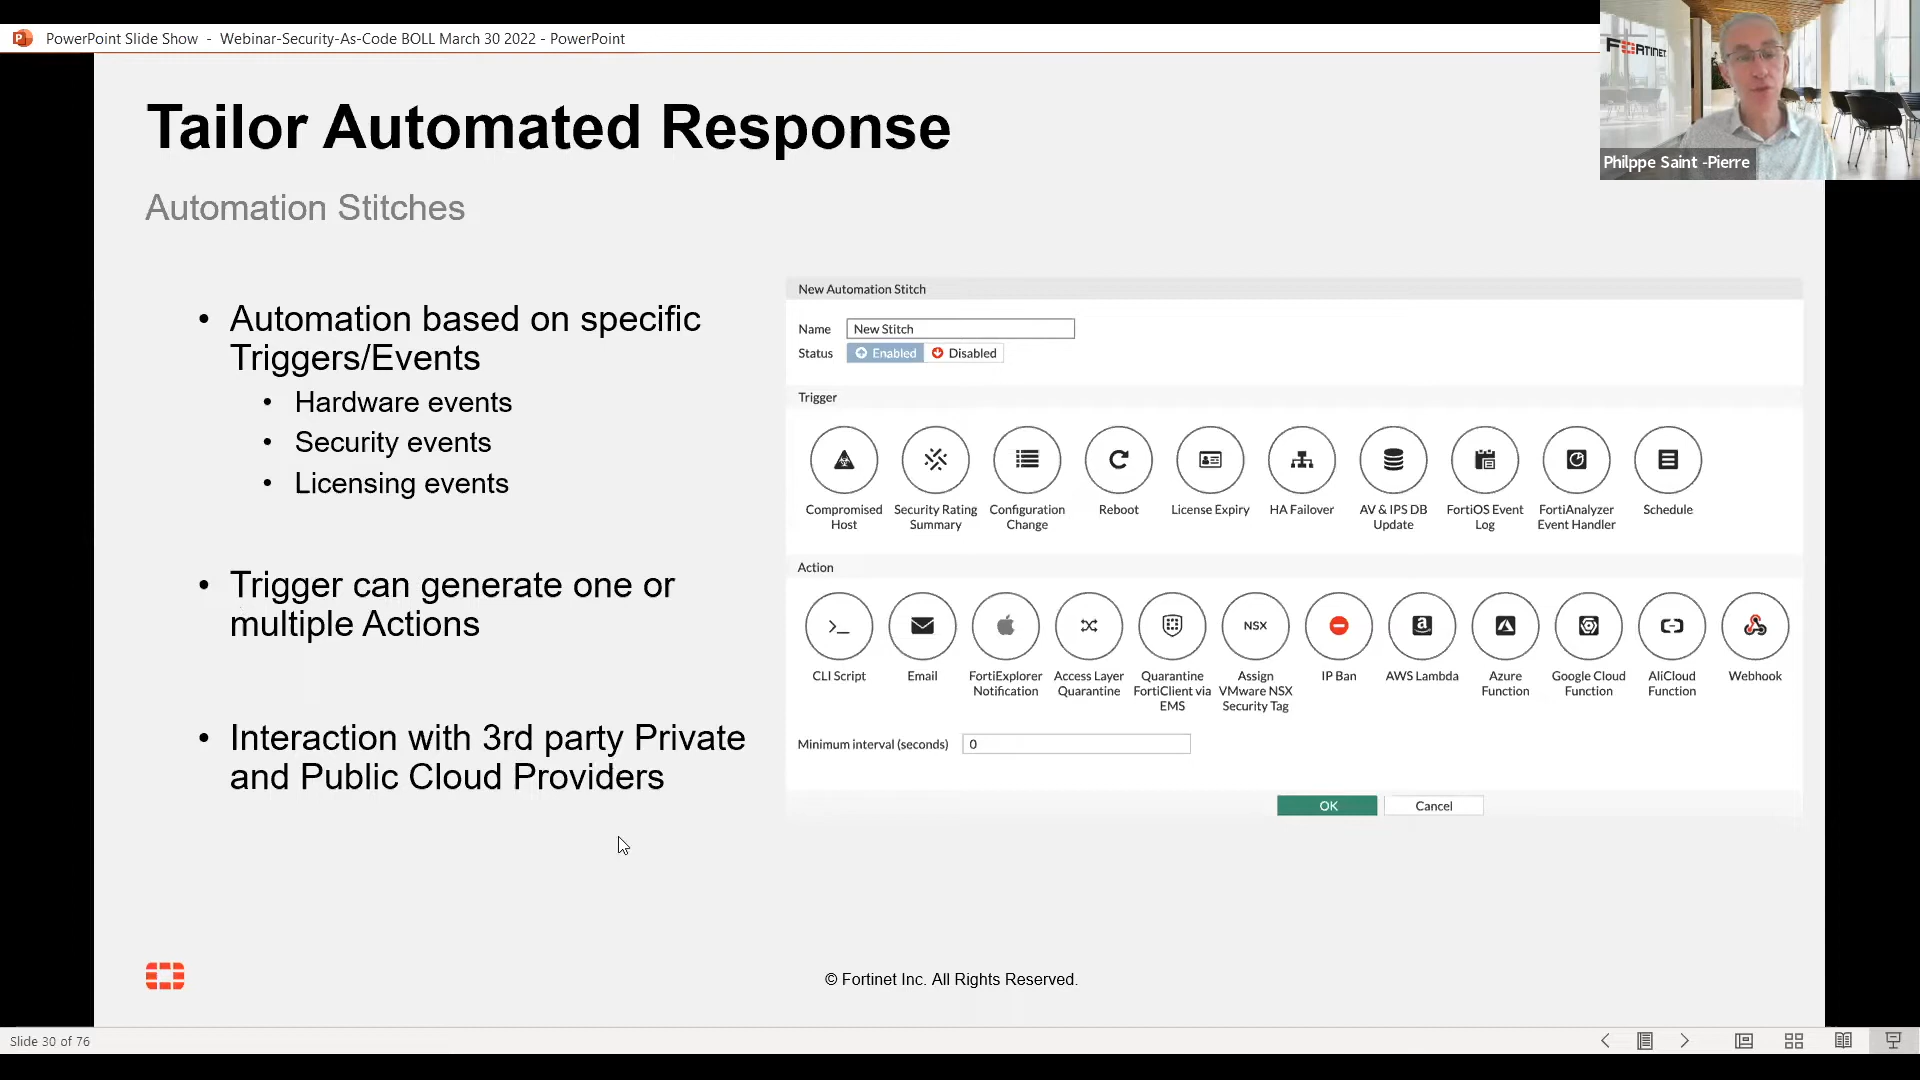 PowerPoint Slide Show - Webinar-Security-As-Code BOLL March 30 2022 - PowerPoint
FORTINET
Philppe Saint -Pierre
Tailor Automated Response
Automation Stitches
• Automation based on specific
Triggers/Events
• Hardware events
• Security events
• Licensing events
• Trigger can generate one or
multiple Actions
• Interaction with 3rd party Private
and Public Cloud Providers
New Automation Stitch
Name New Stitch
Status Enabled Disabled
Trigger
Compromised Host
Security Rating Summary
Configuration Change
Reboot
License Expiry
HA Failover
AV & IPS DB Update
FortiOS Event Log
FortiAnalyzer Event Handler
Schedule
Action
NSX
CLI Script
Email
FortiExplorer Notification
Access Layer Quarantine
Quarantine FortiClient via EMS
Assign VMware NSX Security Tag
IP Ban
AWS Lambda
Azure Function
Google Cloud Function
AliCloud Function
Webhook
Minimum interval (seconds) 0
OK Cancel
© Fortinet Inc. All Rights Reserved.
Slide 30 of 76